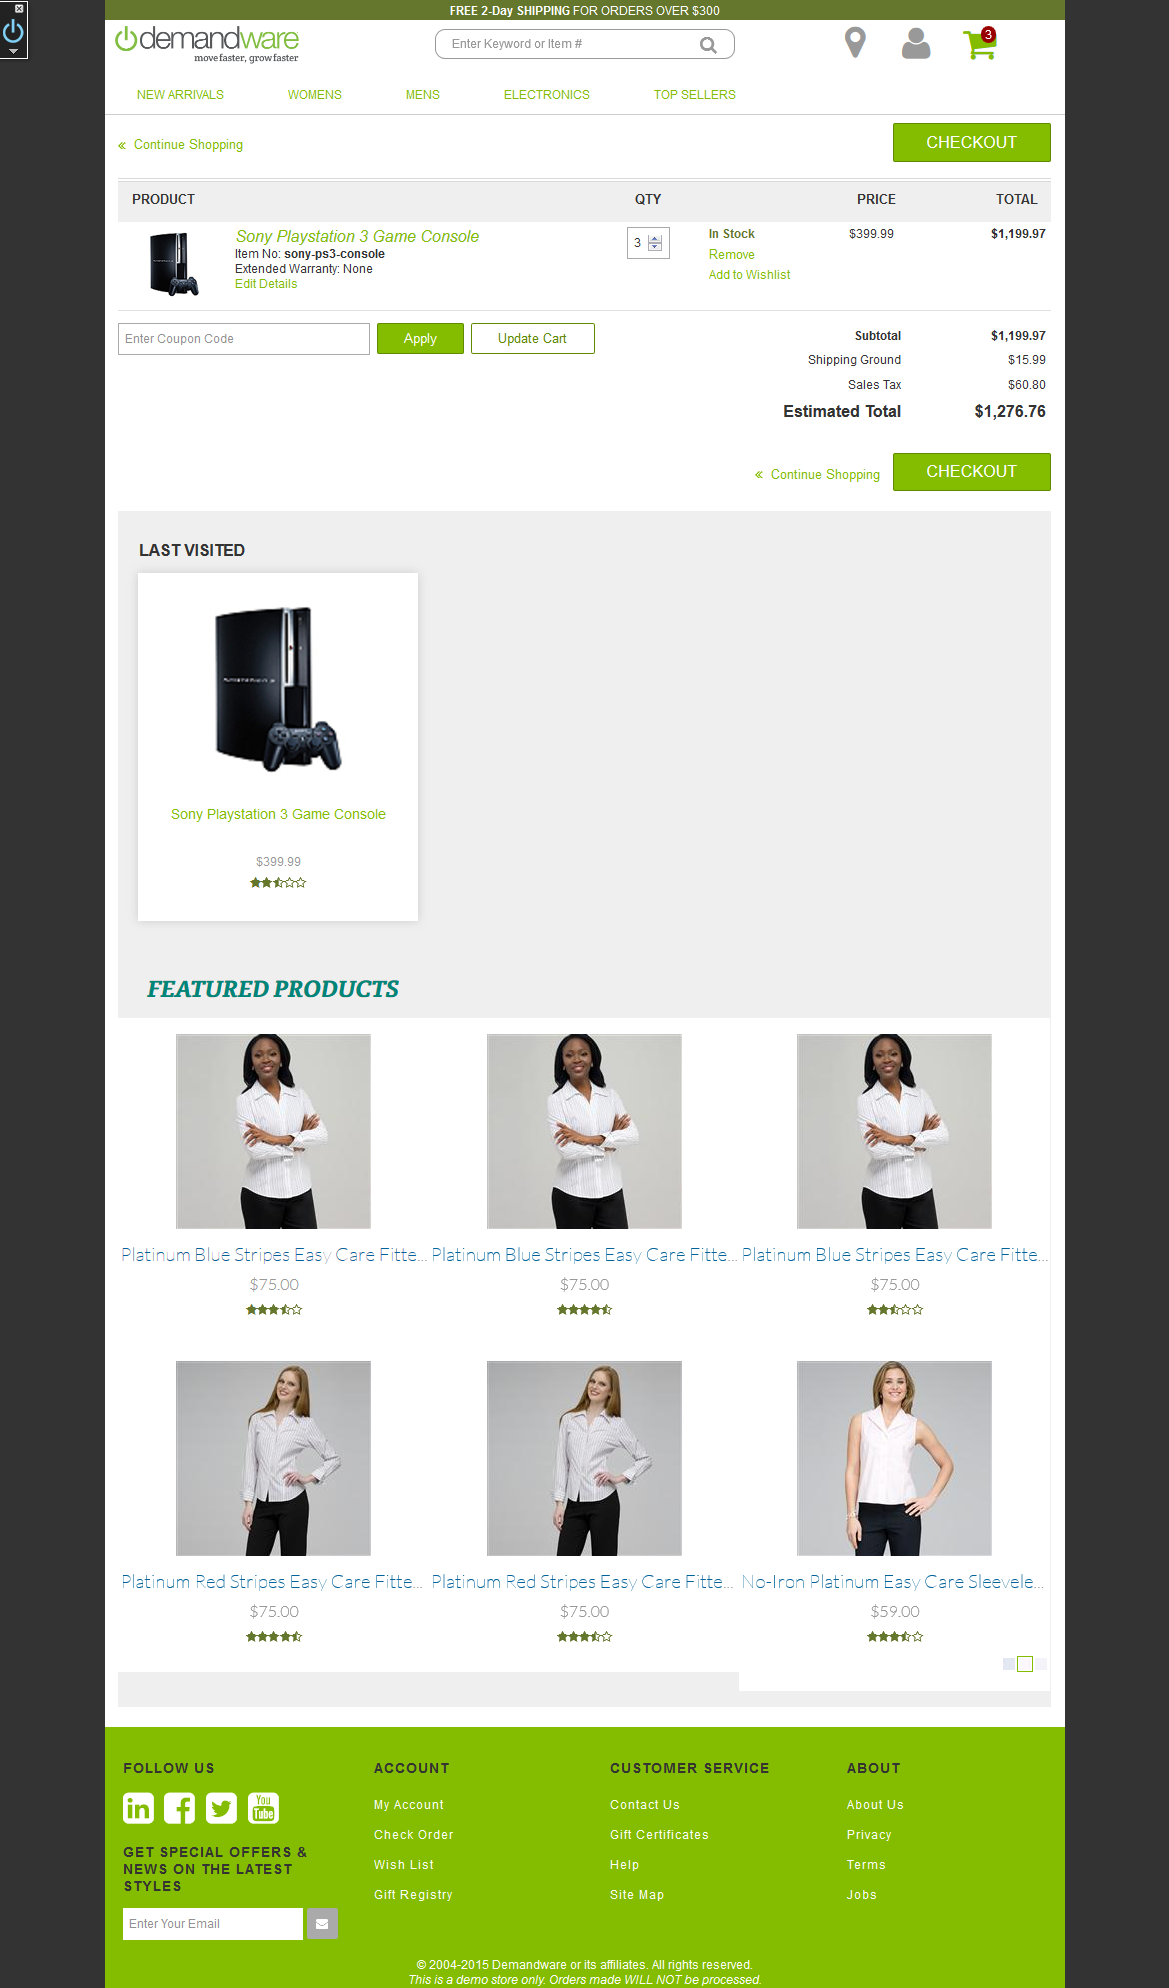 FREE 2-Day SHIPPING FOR ORDERS OVER $300
demandware
move faster, grow faster
Enter Keyword or Item #
3
NEW ARRIVALS WOMENS MENS ELECTRONICS TOP SELLERS
« Continue Shopping
CHECKOUT
PRODUCT QTY PRICE TOTAL
Sony Playstation 3 Game Console
Item No: sony-ps3-console
Extended Warranty: None
Edit Details
3
In Stock
Remove
Add to Wishlist
$399.99
$1,199.97
Enter Coupon Code
Apply
Update Cart
Subtotal $1,199.97
Shipping Ground $15.99
Sales Tax $60.80
Estimated Total $1,276.76
« Continue Shopping
CHECKOUT
LAST VISITED
Sony Playstation 3 Game Console
$399.99
FEATURED PRODUCTS
Platinum Blue Stripes Easy Care Fitte... Platinum Blue Stripes Easy Care Fitte... Platinum Blue Stripes Easy Care Fitte...
$75.00 $75.00 $75.00
Platinum Red Stripes Easy Care Fitte... Platinum Red Stripes Easy Care Fitte... No-Iron Platinum Easy Care Sleevele...
$75.00 $75.00 $59.00
FOLLOW US
in
f
You
Tube
GET SPECIAL OFFERS &
NEWS ON THE LATEST
STYLES
Enter Your Email
ACCOUNT
My Account
Check Order
Wish List
Gift Registry
CUSTOMER SERVICE
Contact Us
Gift Certificates
Help
Site Map
ABOUT
About Us
Privacy
Terms
Jobs
© 2004-2015 Demandware or its affiliates. All rights reserved.
This is a demo store only. Orders made WILL NOT be processed.